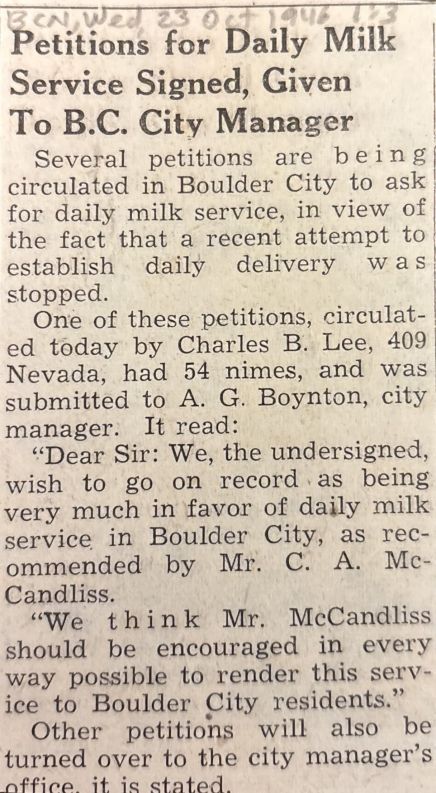 BCN, Wed 23 Oct 1946 1:3
Petitions for Daily Milk
Service Signed, Given
To B.C. City Manager
Several petitions are being
circulated in Boulder City to ask
for daily milk service, in view of
the fact that a recent attempt to
establish daily delivery was
stopped.
One of these petitions, circulat-
ed today by Charles B. Lee, 409
Nevada, had 54 nimes, and was
submitted to A. G. Boynton, city
manager. It read:
“Dear Sir: We, the undersigned,
wish to go on record as being
very much in favor of daily milk
service in Boulder City, as rec-
ommended by Mr. C. A. Mc-
Candliss.
“We think Mr. McCandliss
should be encouraged in every
way possible to render this serv-
ice to Boulder City residents.”
Other petitions will also be
turned over to the city manager's
office, it is stated.